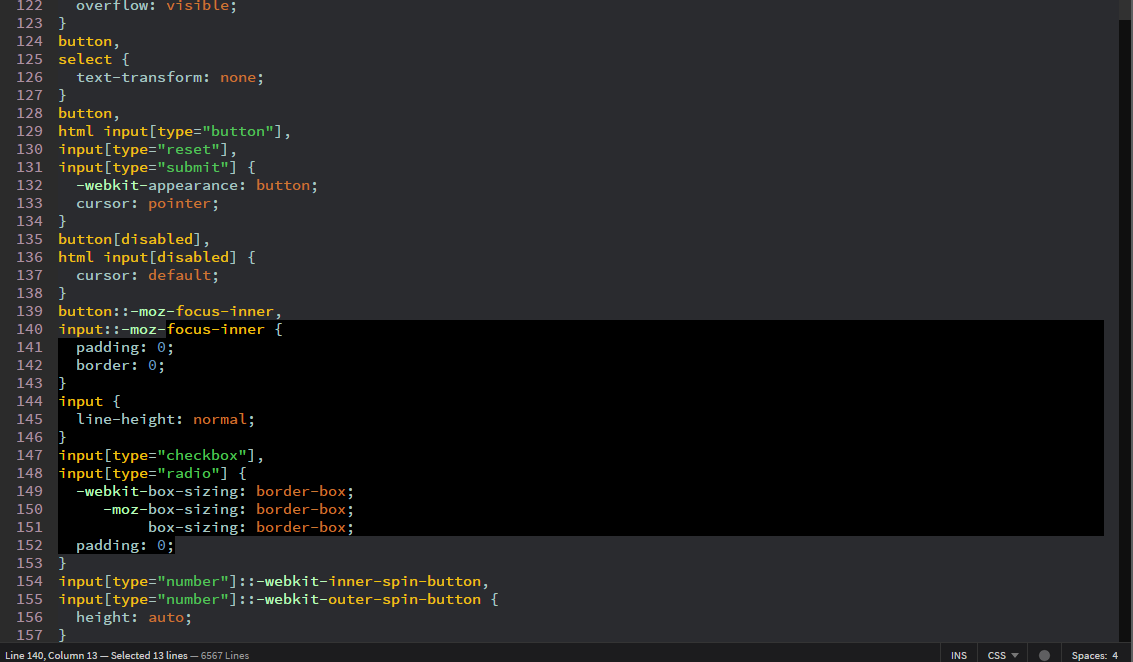 122   overflow: visible;
123 }
124 button,
125 select {
126   text-transform: none;
127 }
128 button,
129 html input[type="button"],
130 input[type="reset"],
131 input[type="submit"] {
132   -webkit-appearance: button;
133   cursor: pointer;
134 }
135 button[disabled],
136 html input[disabled] {
137   cursor: default;
138 }
139 button::-moz-focus-inner,
140 input::-moz-focus-inner {
141   padding: 0;
142   border: 0;
143 }
144 input {
145   line-height: normal;
146 }
147 input[type="checkbox"],
148 input[type="radio"] {
149   -webkit-box-sizing: border-box;
150      -moz-box-sizing: border-box;
151           box-sizing: border-box;
152   padding: 0;
153 }
154 input[type="number"]::-webkit-inner-spin-button,
155 input[type="number"]::-webkit-outer-spin-button {
156   height: auto;
157 }
Line 140, Column 13 — Selected 13 lines — 6567 Lines INS CSS Spaces: 4